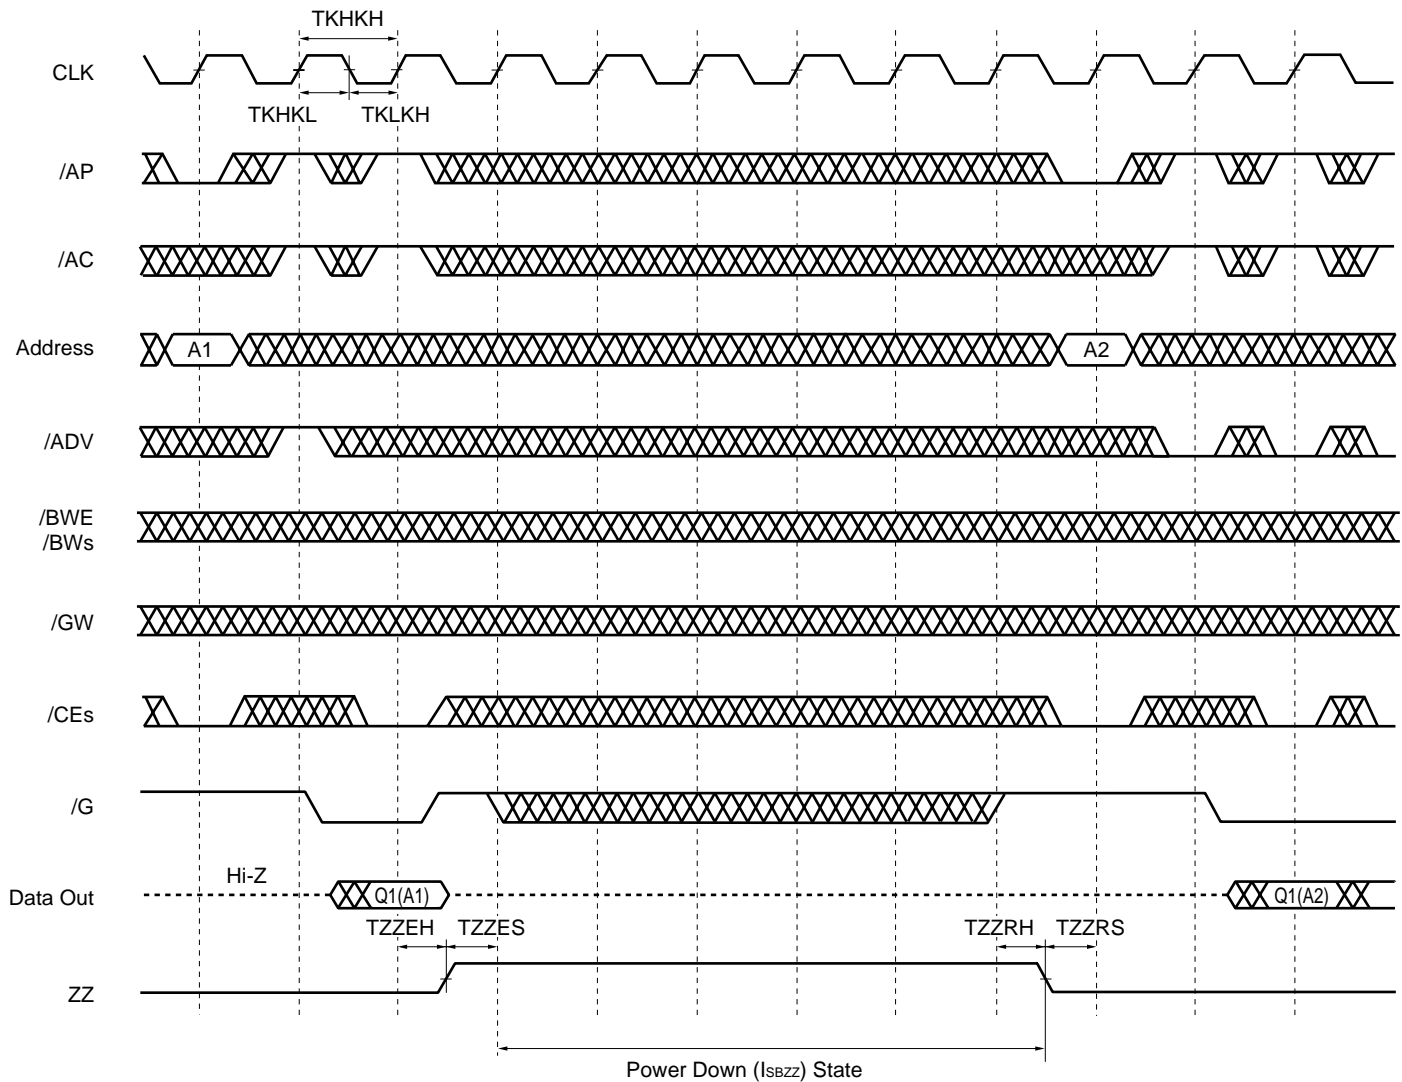 TKHKH
CLK
TKHKL TKLKH
/AP
/AC
Address A1 A2
/ADV
/BWE
/BWs
/GW
/CEs
/G
Hi-Z
Data Out Q1(A1) Q1(A2)
TZZEH TZZES TZZRH TZZRS
ZZ
Power Down (ISBZZ) State